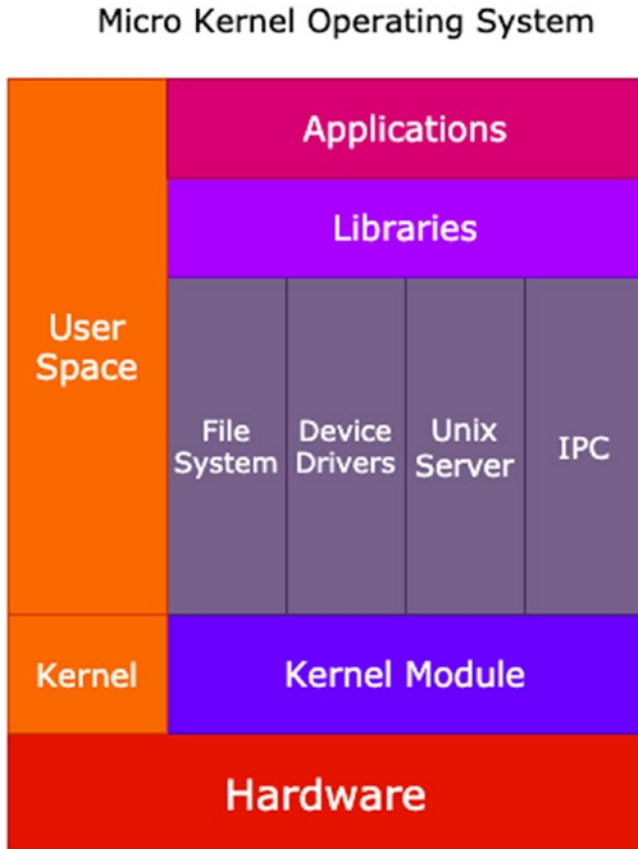 Micro Kernel Operating System
Applications
Libraries
User
Space
File
System
Device
Drivers
Unix
Server
IPC
Kernel
Kernel Module
Hardware